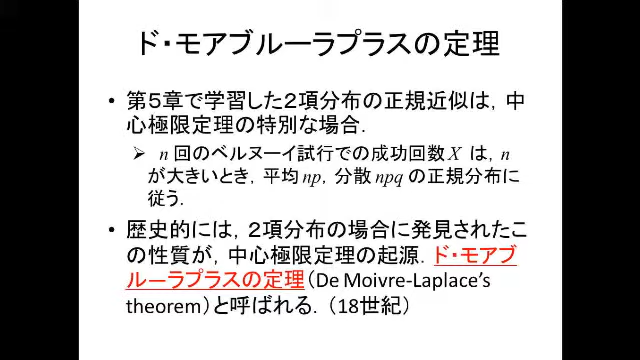 ド・モアブルーラプラスの定理
• 第5章で学習した2項分布の正規近似は，中
心極限定理の特別な場合．
➢ n 回のベルヌーイ試行での成功回数 X は，n
が大きいとき，平均 np，分散 npq の正規分布に
従う．
• 歴史的には，2項分布の場合に発見されたこ
の性質が，中心極限定理の起源．ド・モアブ
ルーラプラスの定理（De Moivre-Laplace's
theorem）と呼ばれる．（18世紀）